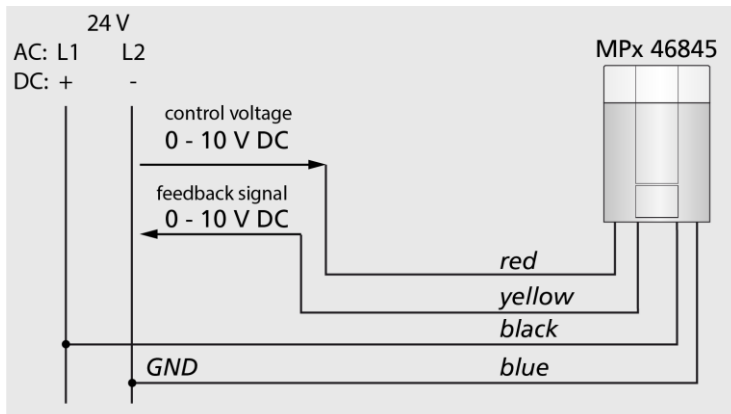 24 V
AC: L1 L2
MPx 46845
DC: + -
control voltage
0 - 10 V DC
feedback signal
0 - 10 V DC
red
yellow
black
GND blue